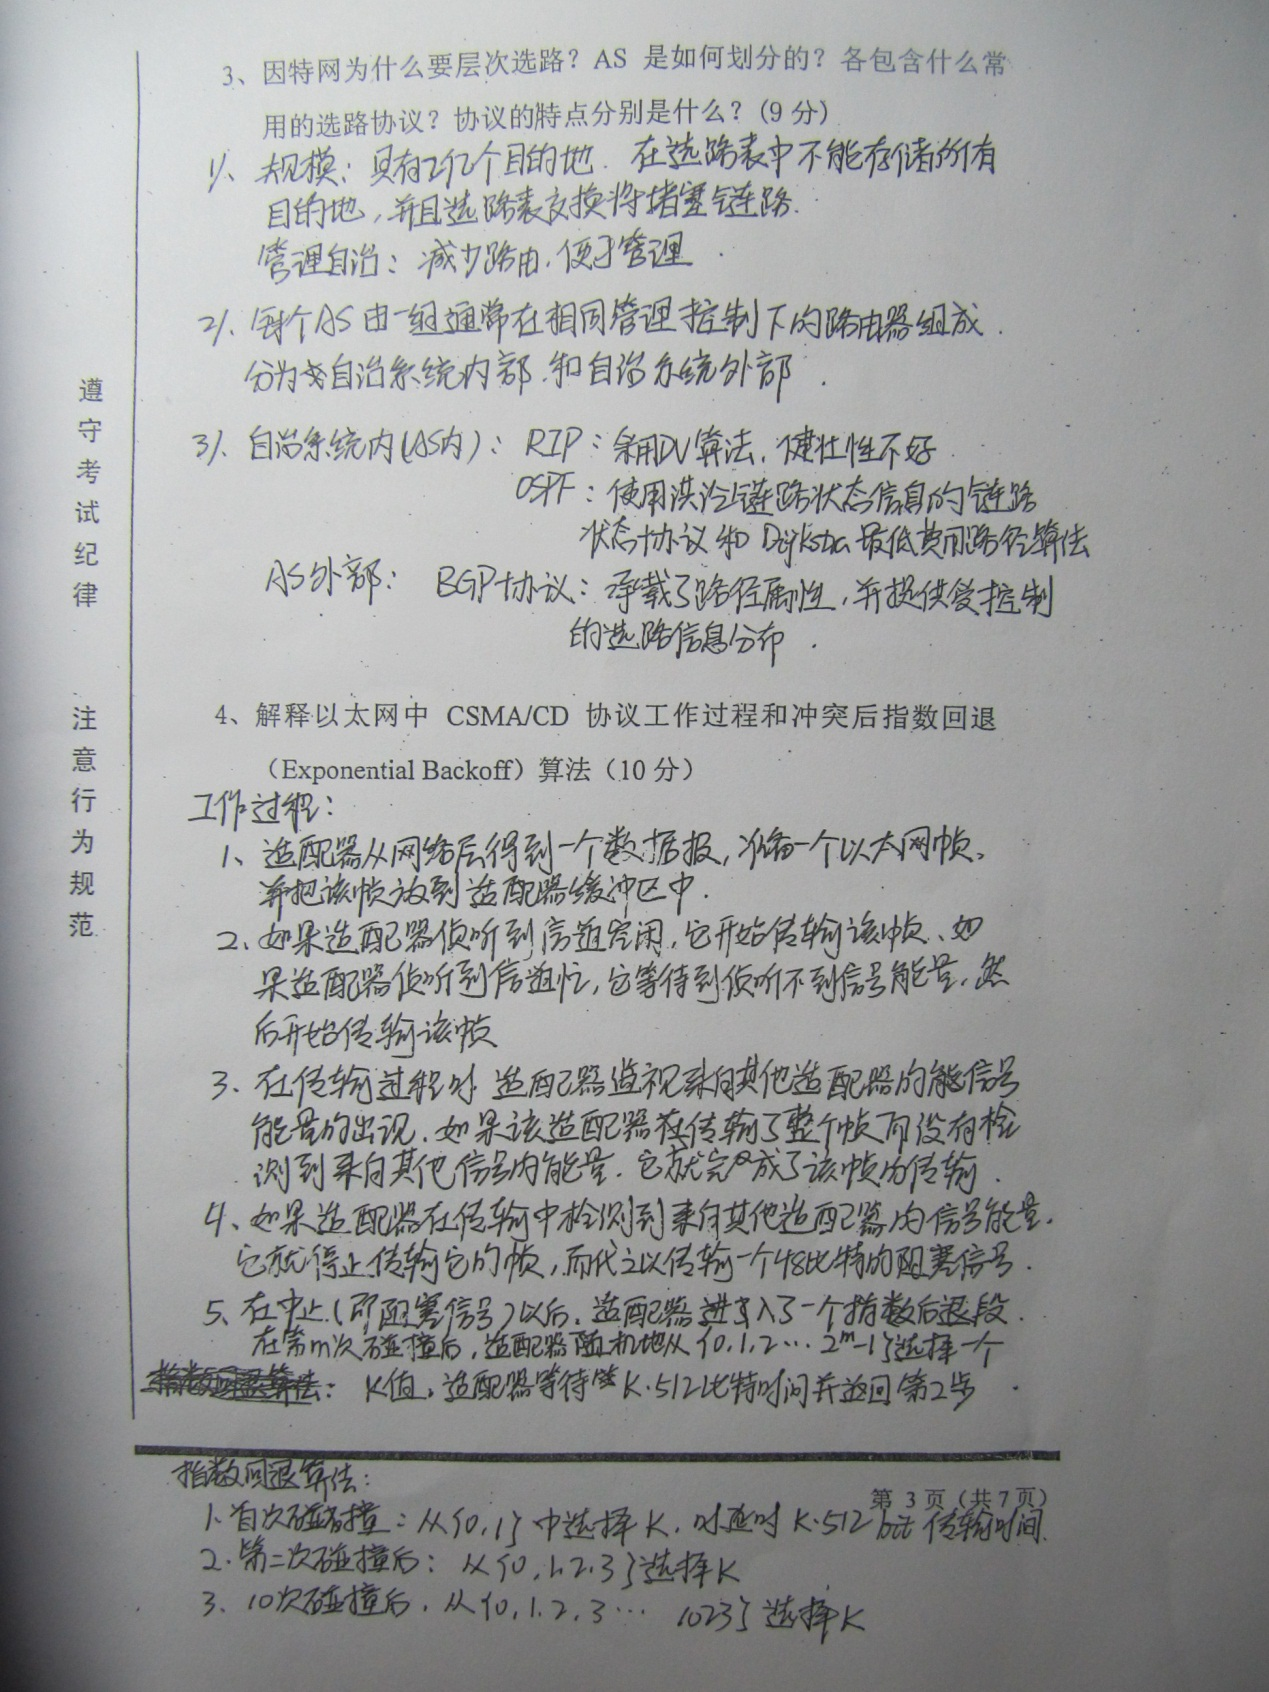 3、因特网为什么要层次选路？AS 是如何划分的？各包含什么常
用的选路协议？协议的特点分别是什么？(9 分)
1、规模：具有2亿个目的地. 在选路表中不能存储所有
目的地，并且选路表交换将堵塞链路.
管理自治：减少路由，便于管理.
2、每个AS由一组通常在相同管理控制下的路由器组成.
分为自治系统内部和自治系统外部.
3、自治系统内(AS内)：RIP：采用DV算法，健壮性不好.
OSPF：使用洪泛链路状态信息的链路
状态协议和Dijkstra最低费用路径算法
AS外部：BGP协议：承载了路径属性，并提供受控制
的选路信息分布.
遵守考试纪律 注意行为规范
4、解释以太网中 CSMA/CD 协议工作过程和冲突后指数回退
（Exponential Backoff）算法（10 分）
工作过程：
1、适配器从网络层得到一个数据报，准备一个以太网帧、
并把该帧放到适配器缓冲区中.
2、如果适配器侦听到信道空闲，它开始传输该帧、如
果适配器侦听到信道忙，它等待到侦听不到信号能量，然
后开始传输该帧
3、在传输过程时 适配器监视来自其他适配器的能信号
能量的出现. 如果该适配器在传输了整个帧而没有检
测到来自其他信号的能量. 它就完成了该帧的传输.
4、如果适配器在传输中检测到来自其他适配器的信号能量.
它就停止传输它的帧，而代之以传输一个48比特的阻塞信号.
5、在中止(即阻塞信号)以后，适配器进入了一个指数后退段.
在第m次碰撞后，适配器随机地从{0,1,2…2^m-1}选择一个
指数回退算法：K值，适配器等待K·512比特时间并返回第2步.
指数回退算法：
第 3 页（共 7 页）
1、首次碰撞：从{0,1}中选择K，时延时K·512 bit 传输时间.
2、第二次碰撞后：从{0,1,2,3}选择K
3、10次碰撞后，从{0,1,2,3… 1023}选择K